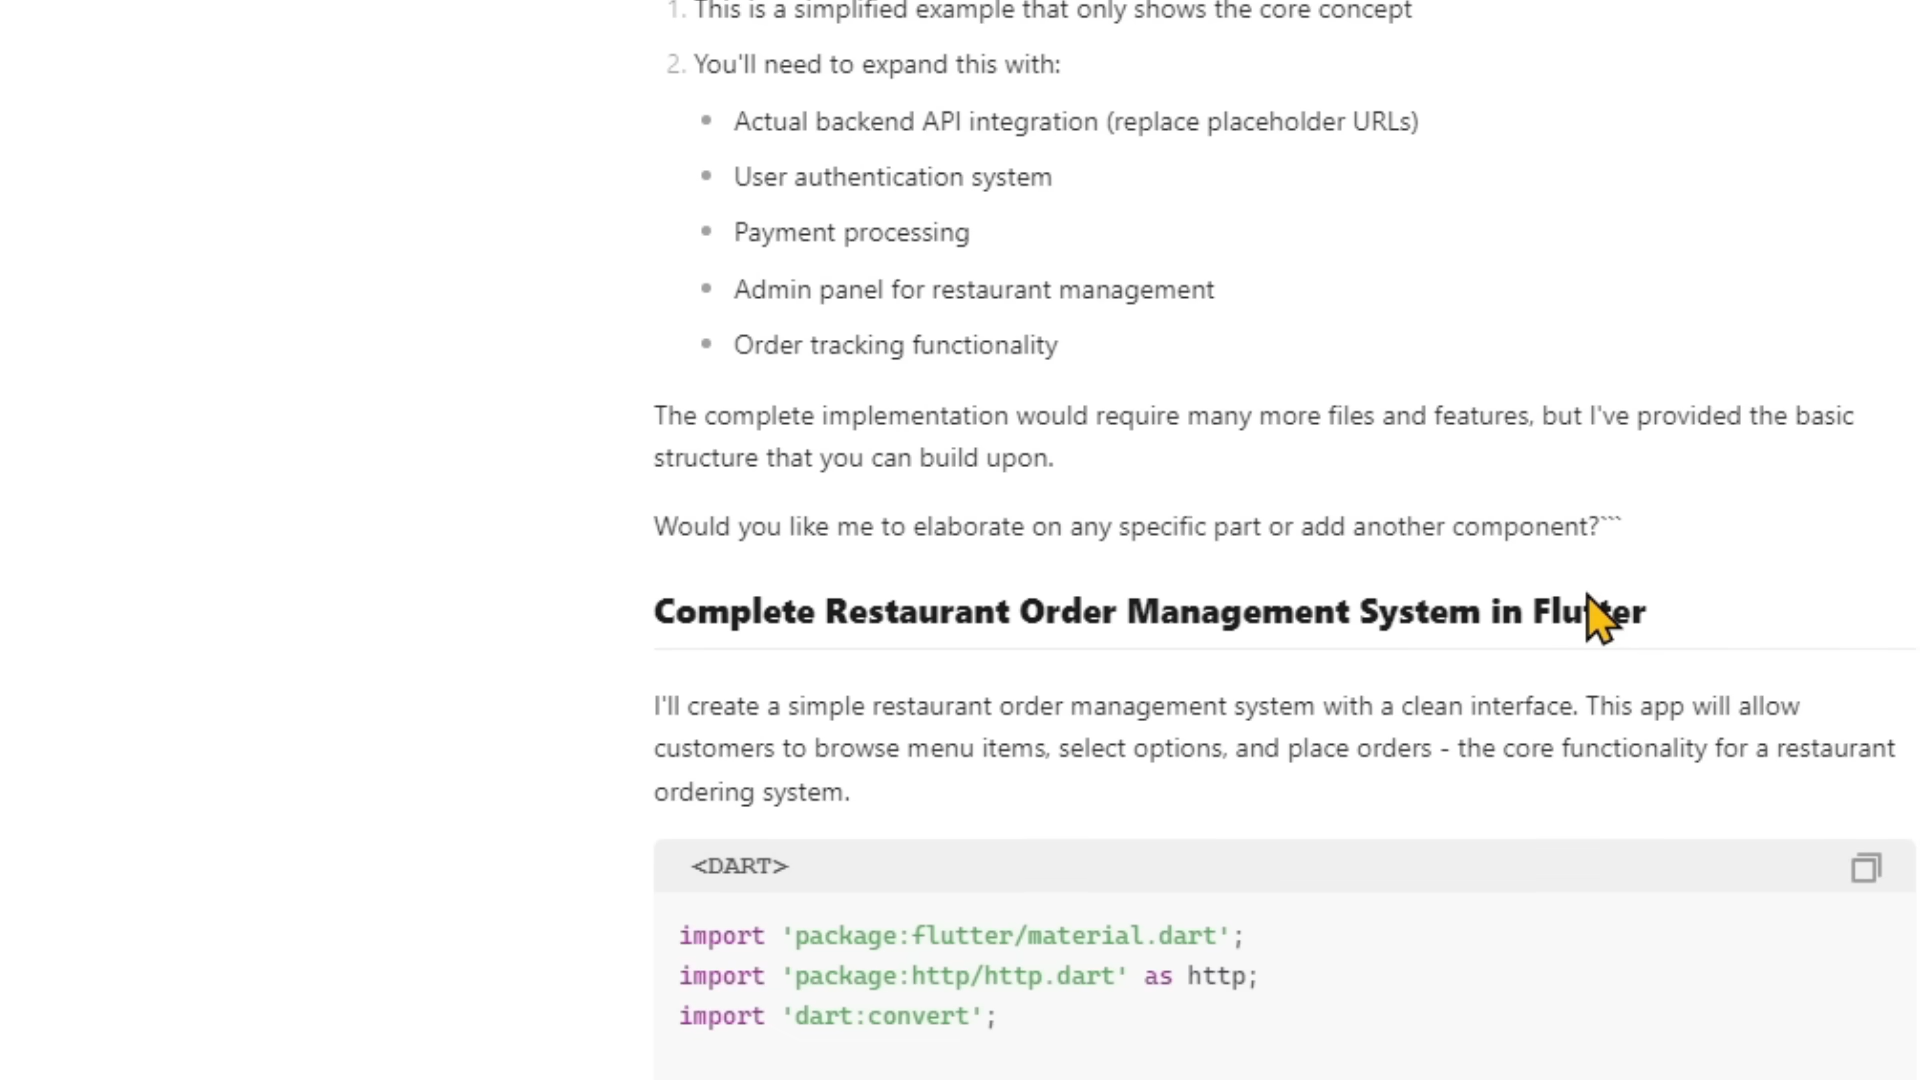 1. This is a simplified example that only shows the core concept
2. You'll need to expand this with:
• Actual backend API integration (replace placeholder URLs)
• User authentication system
• Payment processing
• Admin panel for restaurant management
• Order tracking functionality
The complete implementation would require many more files and features, but I've provided the basic
structure that you can build upon.
Would you like me to elaborate on any specific part or add another component?```
Complete Restaurant Order Management System in Flutter
I'll create a simple restaurant order management system with a clean interface. This app will allow
customers to browse menu items, select options, and place orders - the core functionality for a restaurant
ordering system.
<DART>
import 'package:flutter/material.dart';
import 'package:http/http.dart' as http;
import 'dart:convert';